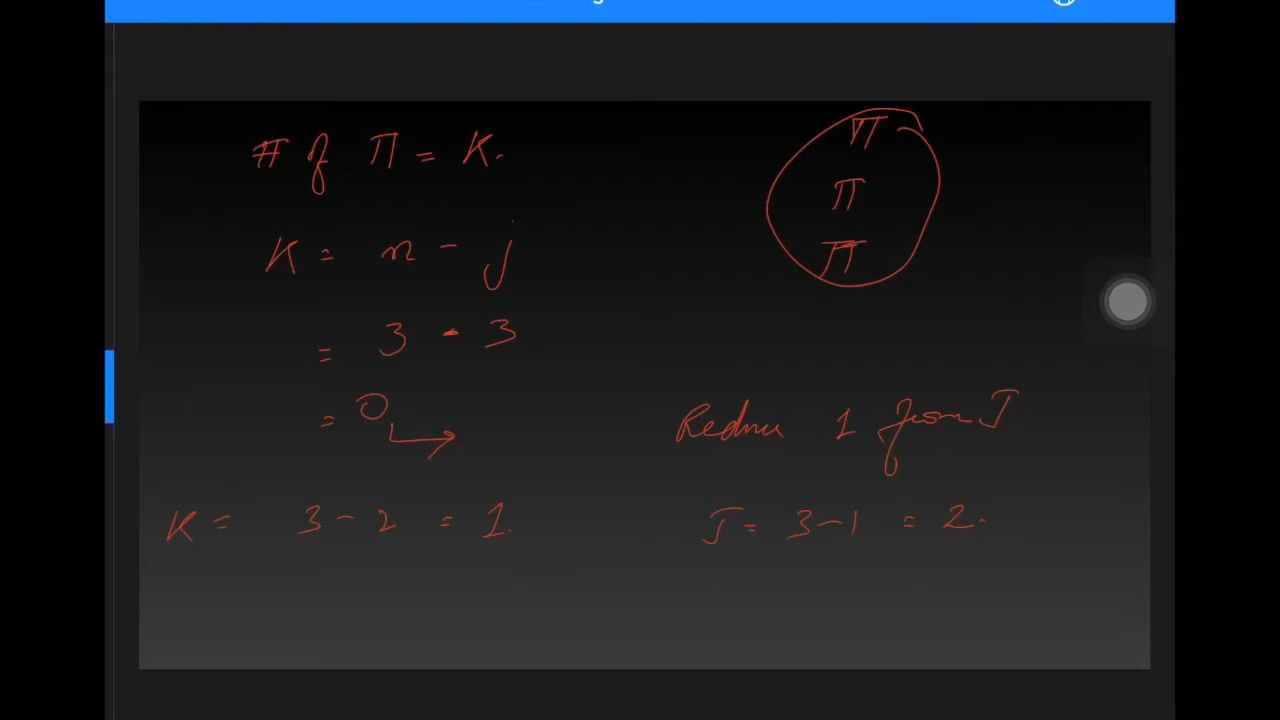 # of π = K.
π
π
π
K = n - j
= 3 - 3
= 0
Reduce 1 from J
K = 3 - 2 = 1.
J = 3 - 1 = 2.